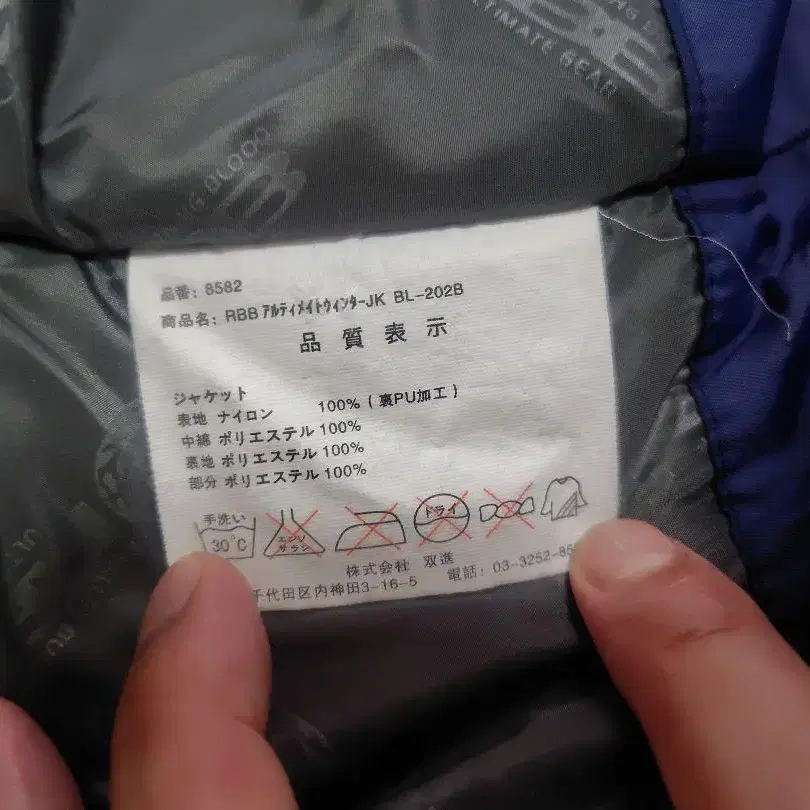 ULTIMATE GEAR
BLOOD
品番: 8582
商品名: RBB アルティメイトウィンターJK BL-202B
品質表示
ジャケット
表地 ナイロン 100% (裏PU加工)
中綿 ポリエステル 100%
裏地 ポリエステル 100%
部分 ポリエステル 100%
手洗い
30℃
エンソ
サラシ
ドライ
株式会社 双進
千代田区内神田3-16-5 電話: 03-3252-85